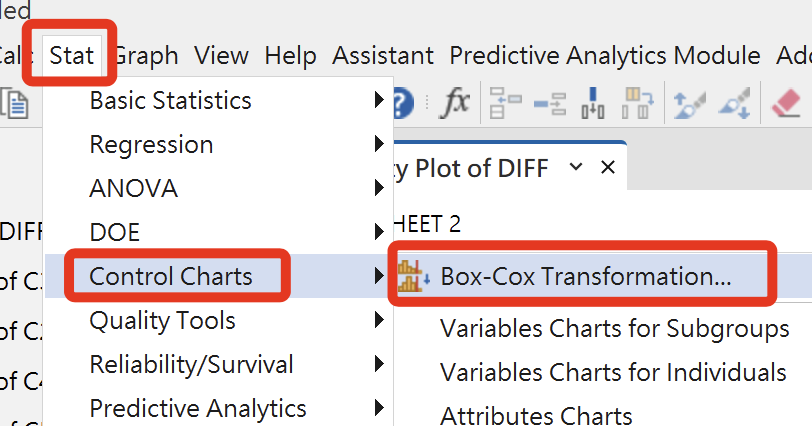 led
Calc Stat Graph View Help Assistant Predictive Analytics Module Add
Basic Statistics
fx
Regression
ANOVA
y Plot of DIFF
DIFF
DOE
HEET 2
of C
Control Charts
Box-Cox Transformation...
of C2
Quality Tools
Variables Charts for Subgroups
Reliability/Survival
Variables Charts for Individuals
of C4
Predictive Analytics
Attributes Charts